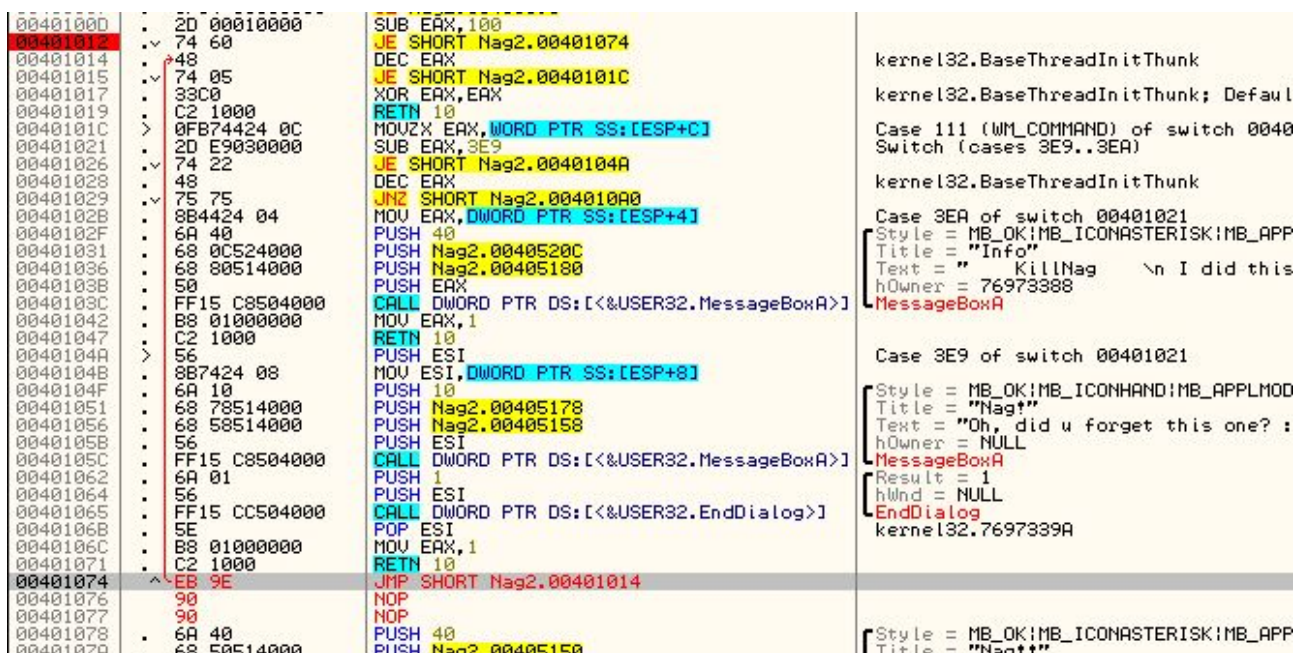 0040100D . 2D 00010000 SUB EAX,100
00401012 .v 74 60 JE SHORT Nag2.00401074
00401014 . 48 DEC EAX kernel32.BaseThreadInitThunk
00401015 .v 74 05 JE SHORT Nag2.0040101C
00401017 . 33C0 XOR EAX,EAX kernel32.BaseThreadInitThunk; Defaul
00401019 . C2 1000 RETN 10
0040101C > 0FB74424 0C MOVZX EAX,WORD PTR SS:[ESP+C] Case 111 (WM_COMMAND) of switch 0040
00401021 . 2D E9030000 SUB EAX,3E9 Switch (cases 3E9..3EA)
00401026 .v 74 22 JE SHORT Nag2.0040104A
00401028 . 48 DEC EAX kernel32.BaseThreadInitThunk
00401029 .v 75 75 JNZ SHORT Nag2.004010A0
0040102B . 8B4424 04 MOV EAX,DWORD PTR SS:[ESP+4] Case 3EA of switch 00401021
0040102F . 6A 40 PUSH 40 Style = MB_OK|MB_ICONASTERISK|MB_APP
00401031 . 68 0C524000 PUSH Nag2.0040520C Title = "Info"
00401036 . 68 80514000 PUSH Nag2.00405180 Text = " KillNag \n I did this
0040103B . 50 PUSH EAX hOwner = 76973388
0040103C . FF15 C8504000 CALL DWORD PTR DS:[<&USER32.MessageBoxA>] MessageBoxA
00401042 . B8 01000000 MOV EAX,1
00401047 . C2 1000 RETN 10
0040104A > 56 PUSH ESI Case 3E9 of switch 00401021
0040104B . 8B7424 08 MOV ESI,DWORD PTR SS:[ESP+8]
0040104F . 6A 10 PUSH 10 Style = MB_OK|MB_ICONHAND|MB_APPLMOD
00401051 . 68 78514000 PUSH Nag2.00405178 Title = "Nag!"
00401056 . 68 58514000 PUSH Nag2.00405158 Text = "Oh, did u forget this one? :
0040105B . 56 PUSH ESI hOwner = NULL
0040105C . FF15 C8504000 CALL DWORD PTR DS:[<&USER32.MessageBoxA>] MessageBoxA
00401062 . 6A 01 PUSH 1 Result = 1
00401064 . 56 PUSH ESI hWnd = NULL
00401065 . FF15 CC504000 CALL DWORD PTR DS:[<&USER32.EndDialog>] EndDialog
0040106B . 5E POP ESI kernel32.7697339A
0040106C . B8 01000000 MOV EAX,1
00401071 . C2 1000 RETN 10
00401074 ^ EB 9E JMP SHORT Nag2.00401014
00401076 90 NOP
00401077 90 NOP
00401078 . 6A 40 PUSH 40 Style = MB_OK|MB_ICONASTERISK|MB_APP
0040107A . 68 50514000 PUSH Nag2.00405150 Title = "Nag!!"